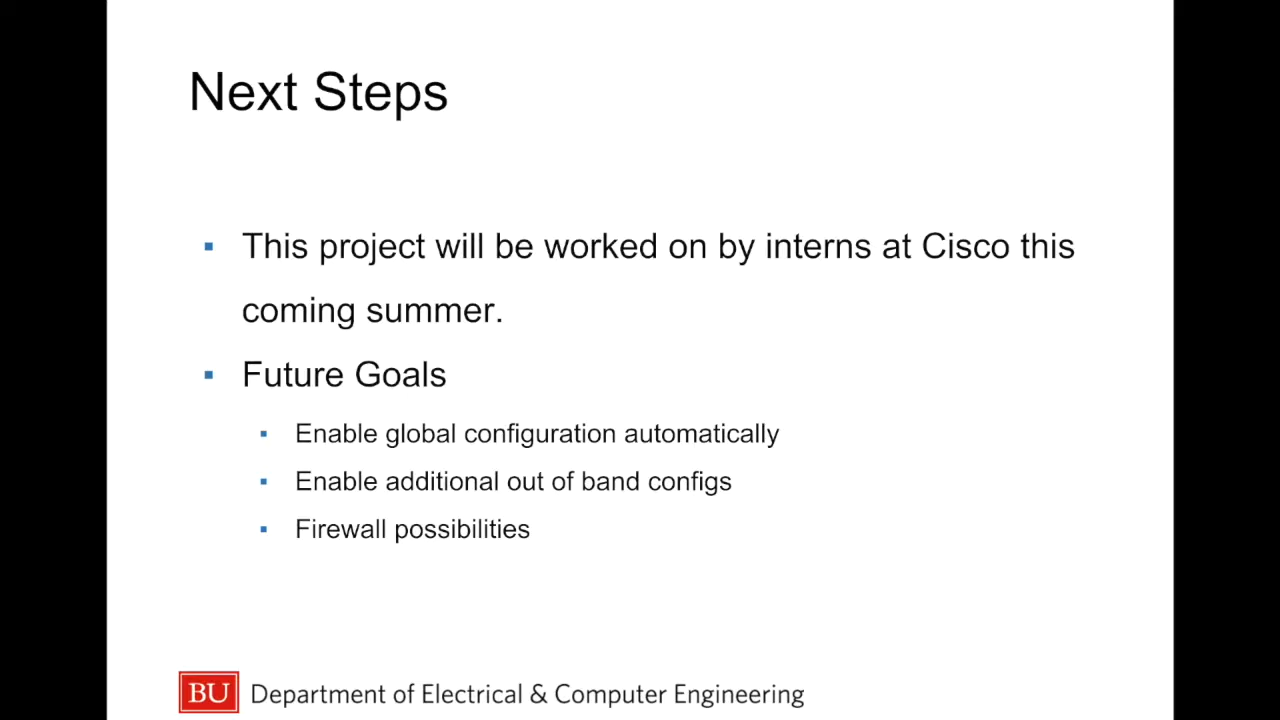 Next Steps
This project will be worked on by interns at Cisco this
coming summer.
Future Goals
Enable global configuration automatically
Enable additional out of band configs
Firewall possibilities
BU Department of Electrical & Computer Engineering